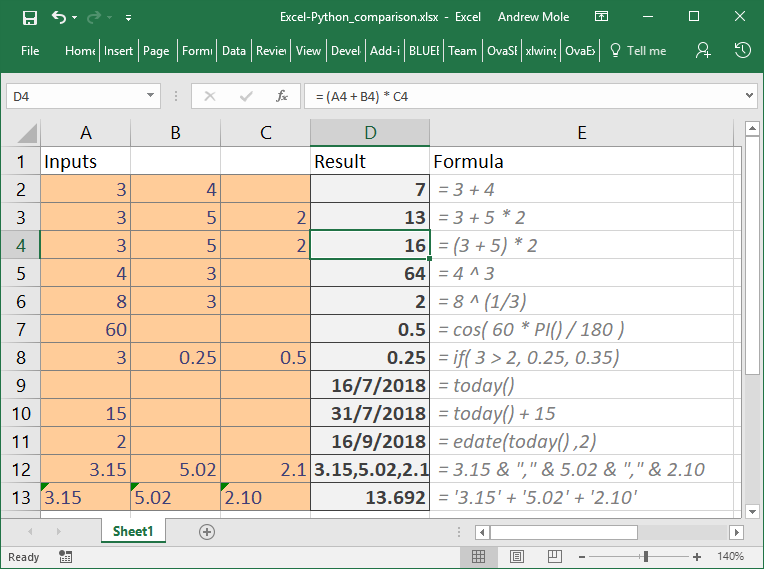 Excel-Python_comparison.xlsx - Excel Andrew Mole
File Home Insert Page Formu Data Review View Devel Add-i BLUEB Team OvaSE xlwing OvaEx Tell me
D4 fx = (A4 + B4) * C4
A B C D E
1 Inputs Result Formula
2 3 4 7 = 3 + 4
3 3 5 2 13 = 3 + 5 * 2
4 3 5 2 16 = (3 + 5) * 2
5 4 3 64 = 4 ^ 3
6 8 3 2 = 8 ^ (1/3)
7 60 0.5 = cos( 60 * PI() / 180 )
8 3 0.25 0.5 0.25 = if( 3 > 2, 0.25, 0.35)
9 16/7/2018 = today()
10 15 31/7/2018 = today() + 15
11 2 16/9/2018 = edate(today() ,2)
12 3.15 5.02 2.1 3.15,5.02,2.1 = 3.15 & "," & 5.02 & "," & 2.10
13 3.15 5.02 2.10 13.692 = '3.15' + '5.02' + '2.10'
Sheet1
Ready 140%